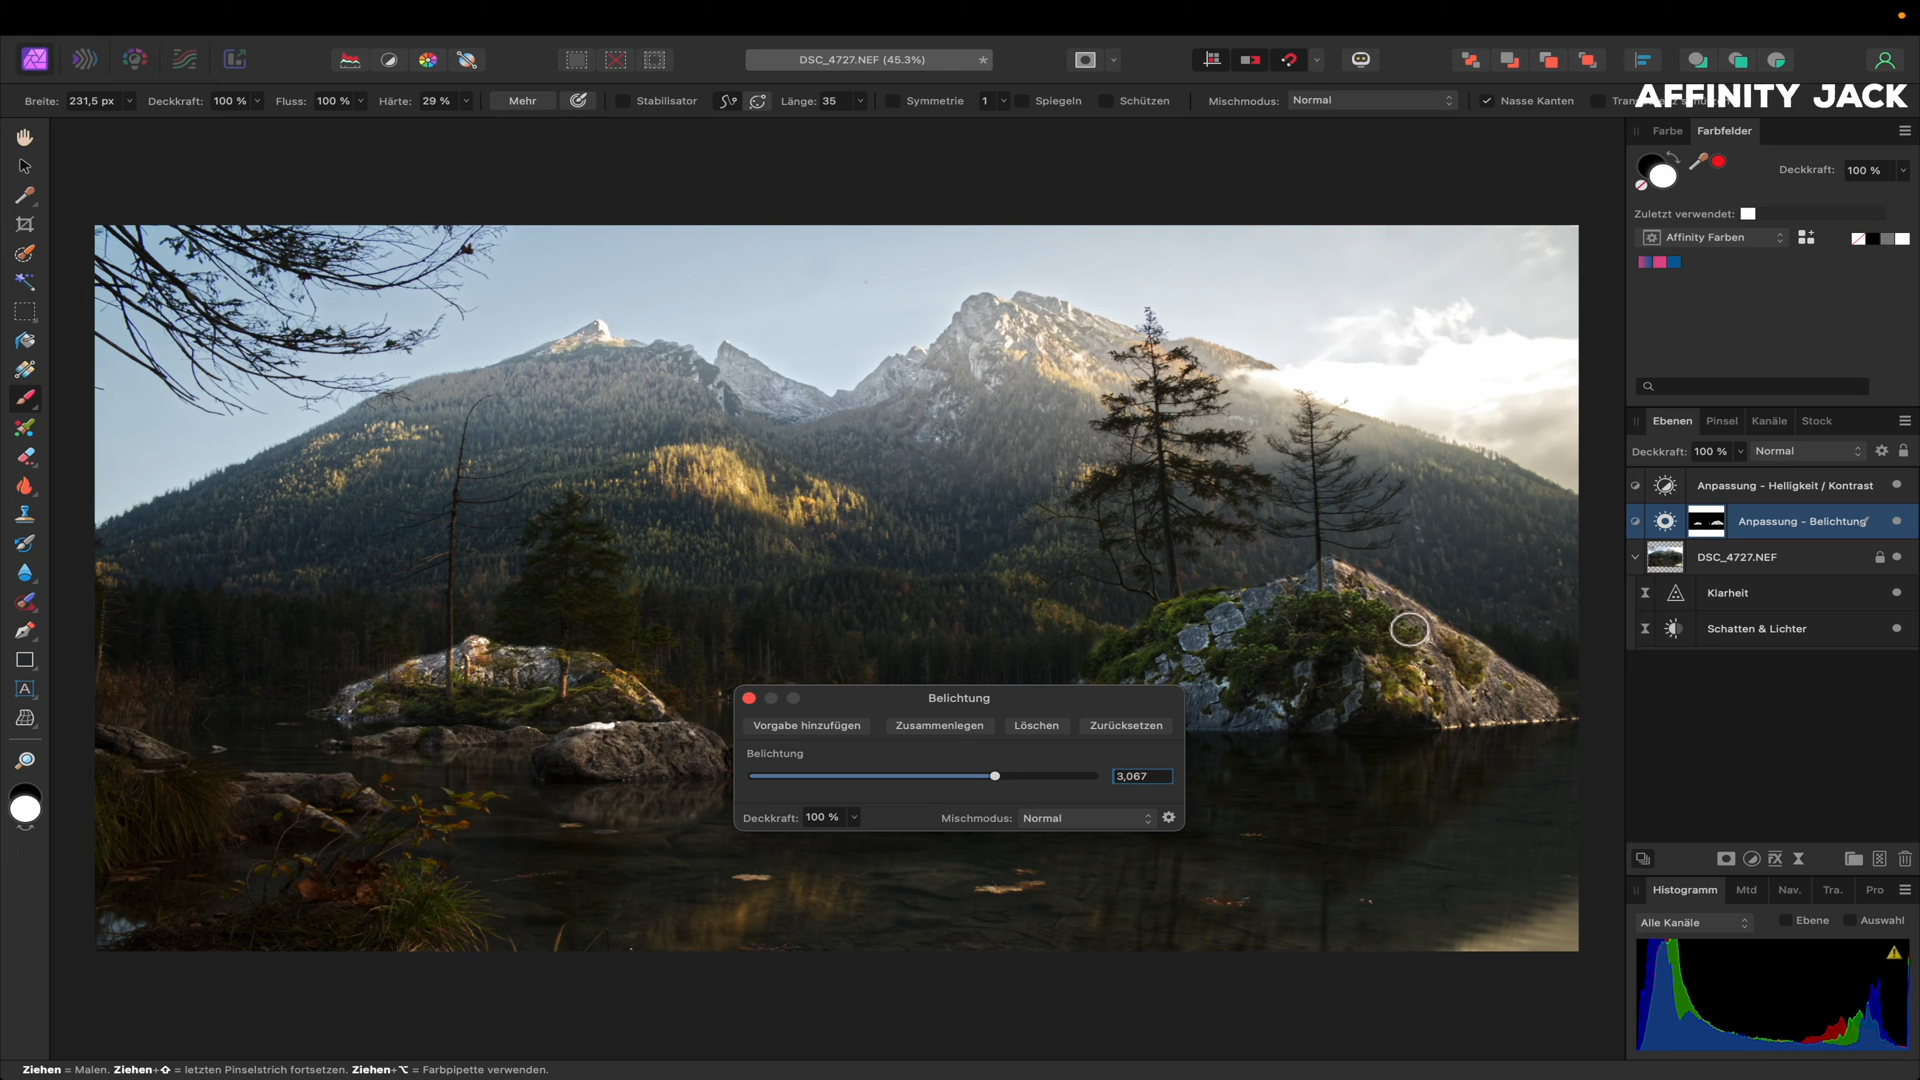 DSC_4727.NEF (45.3%)
Breite: 231,5 px Deckkraft: 100 % Fluss: 100 % Härte: 29 % Mehr Stabilisator Länge: 35 Symmetrie 1 Spiegeln Schützen Mischmodus: Normal Nasse Kanten
AFFINITY JACK
Farbe Farbfelder
Deckkraft: 100 %
Zuletzt verwendet:
Affinity Farben
Ebenen Pinsel Kanäle Stock
Deckkraft: 100 % Normal
Anpassung - Helligkeit / Kontrast
Anpassung - Belichtung
DSC_4727.NEF
Klarheit
Schatten & Lichter
Belichtung
Vorgabe hinzufügen Zusammenlegen Löschen Zurücksetzen
Belichtung
3,067
Deckkraft: 100 % Mischmodus: Normal
Histogramm Mtd Nav. Tra. Pro
Alle Kanäle Ebene Auswahl
Ziehen = Malen. Ziehen+⇧ = letzten Pinselstrich fortsetzen. Ziehen+⌥ = Farbpipette verwenden.